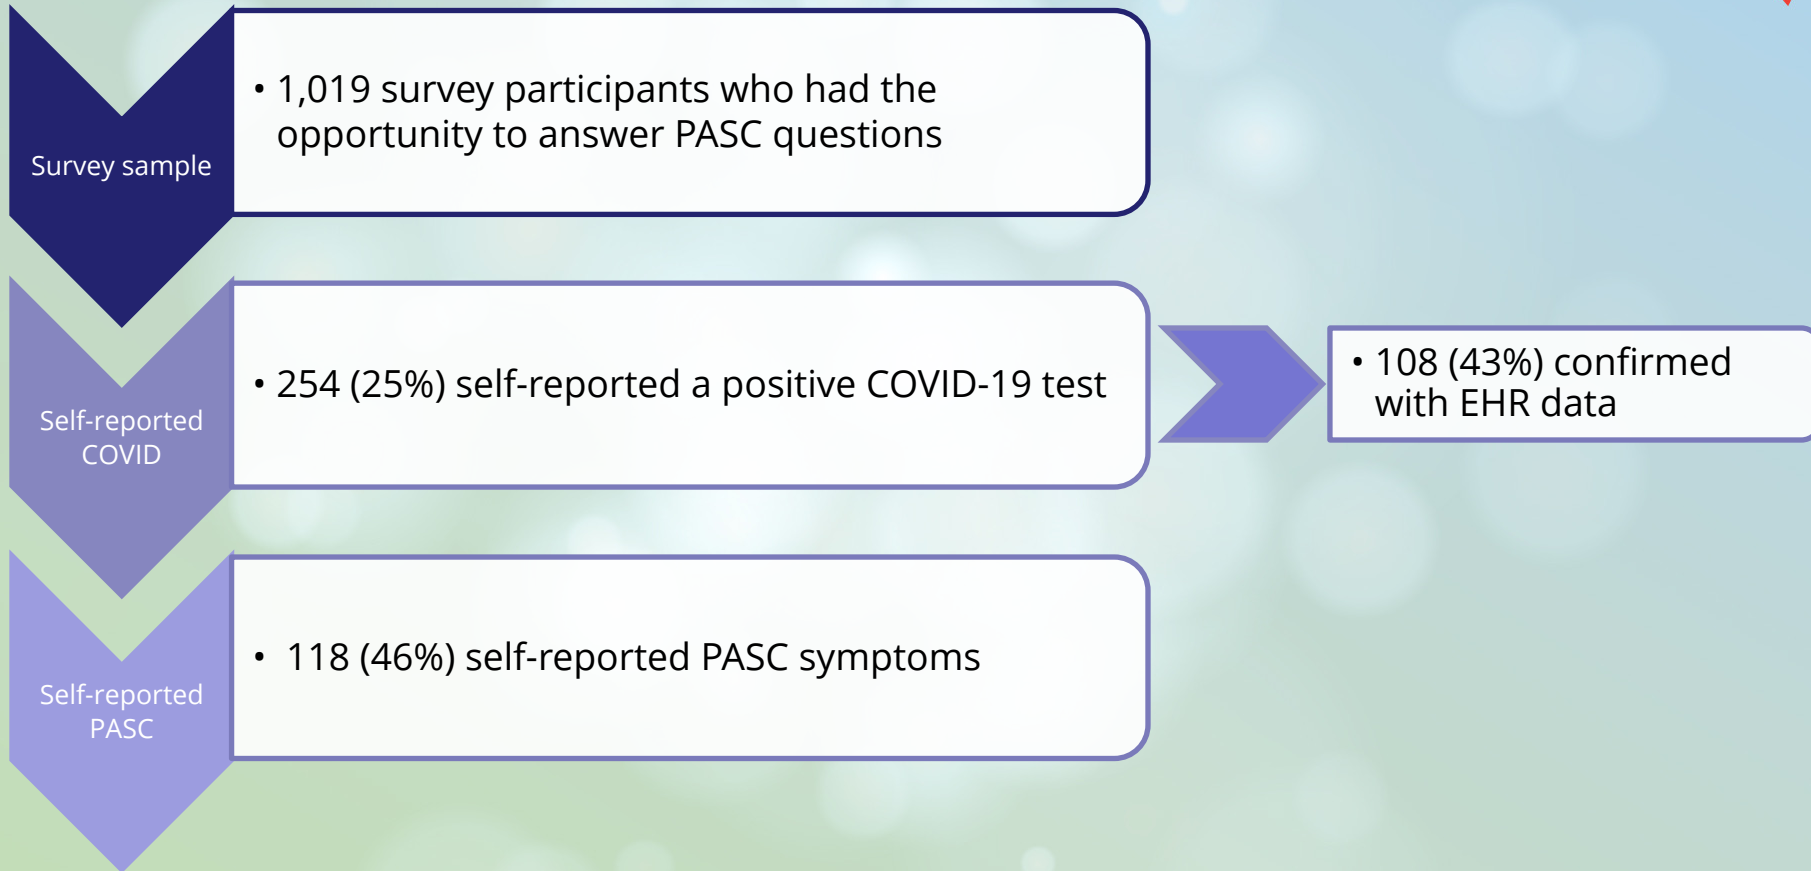 Survey sample
• 1,019 survey participants who had the
opportunity to answer PASC questions
Self-reported
COVID
• 254 (25%) self-reported a positive COVID-19 test
• 108 (43%) confirmed
with EHR data
Self-reported
PASC
• 118 (46%) self-reported PASC symptoms